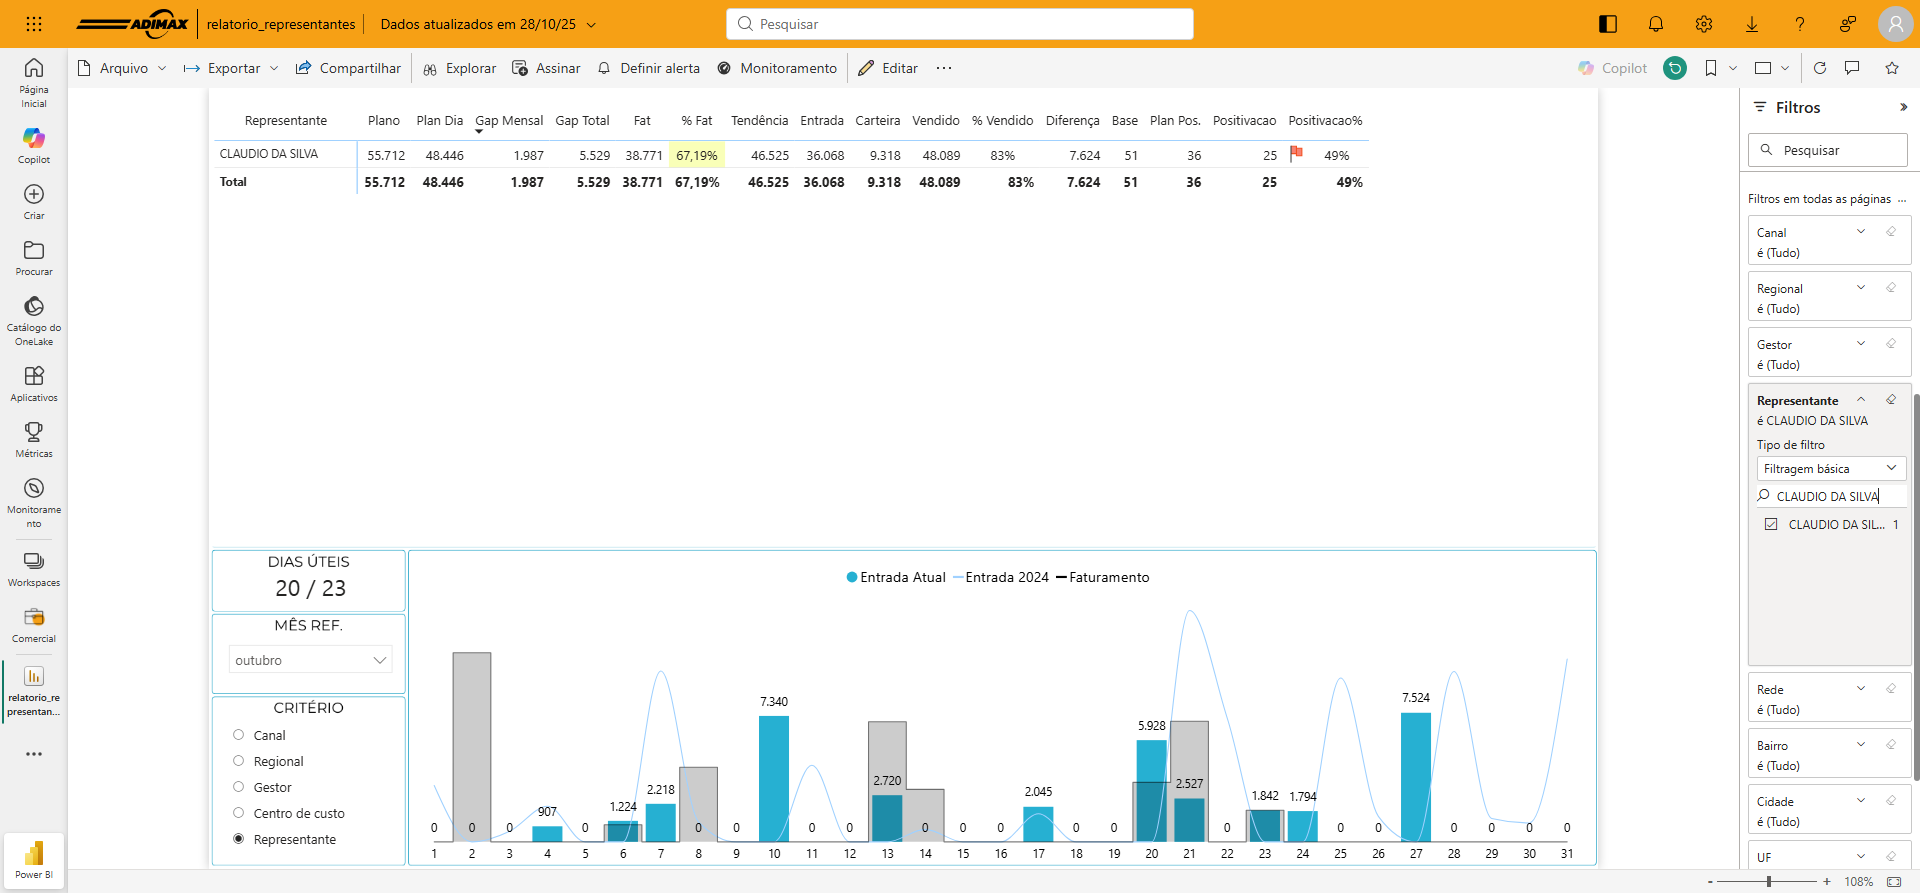 ADIMAX relatorio_representantes Dados atualizados em 28/10/25 Pesquisar
Arquivo Exportar Compartilhar Explorar Assinar Definir alerta Monitoramento Editar ... Copilot
Página Inicial
Copilot
Criar
Procurar
Catálogo do OneLake
Aplicativos
Métricas
Monitoramento
Workspaces
Comercial
relatorio_representan...
Power BI
Representante Plano Plan Dia Gap Mensal Gap Total Fat % Fat Tendência Entrada Carteira Vendido % Vendido Diferença Base Plan Pos. Positivacao Positivacao%
CLAUDIO DA SILVA 55.712 48.446 1.987 5.529 38.771 67,19% 46.525 36.068 9.318 48.089 83% 7.624 51 36 25 49%
Total 55.712 48.446 1.987 5.529 38.771 67,19% 46.525 36.068 9.318 48.089 83% 7.624 51 36 25 49%
DIAS ÚTEIS
20 / 23
MÊS REF.
outubro
CRITÉRIO
Canal
Regional
Gestor
Centro de custo
Representante
Entrada Atual Entrada 2024 Faturamento
0 0 0 907 0 1.224 2.218 0 0 7.340 0 0 2.720 0 0 0 2.045 0 0 5.928 2.527 0 1.842 1.794 0 0 7.524 0 0 0 0
1 2 3 4 5 6 7 8 9 10 11 12 13 14 15 16 17 18 19 20 21 22 23 24 25 26 27 28 29 30 31
Filtros
Pesquisar
Filtros em todas as páginas ...
Canal
é (Tudo)
Regional
é (Tudo)
Gestor
é (Tudo)
Representante
é CLAUDIO DA SILVA
Tipo de filtro
Filtragem básica
CLAUDIO DA SILVA
CLAUDIO DA SIL... 1
Rede
é (Tudo)
Bairro
é (Tudo)
Cidade
é (Tudo)
UF
- + 108%